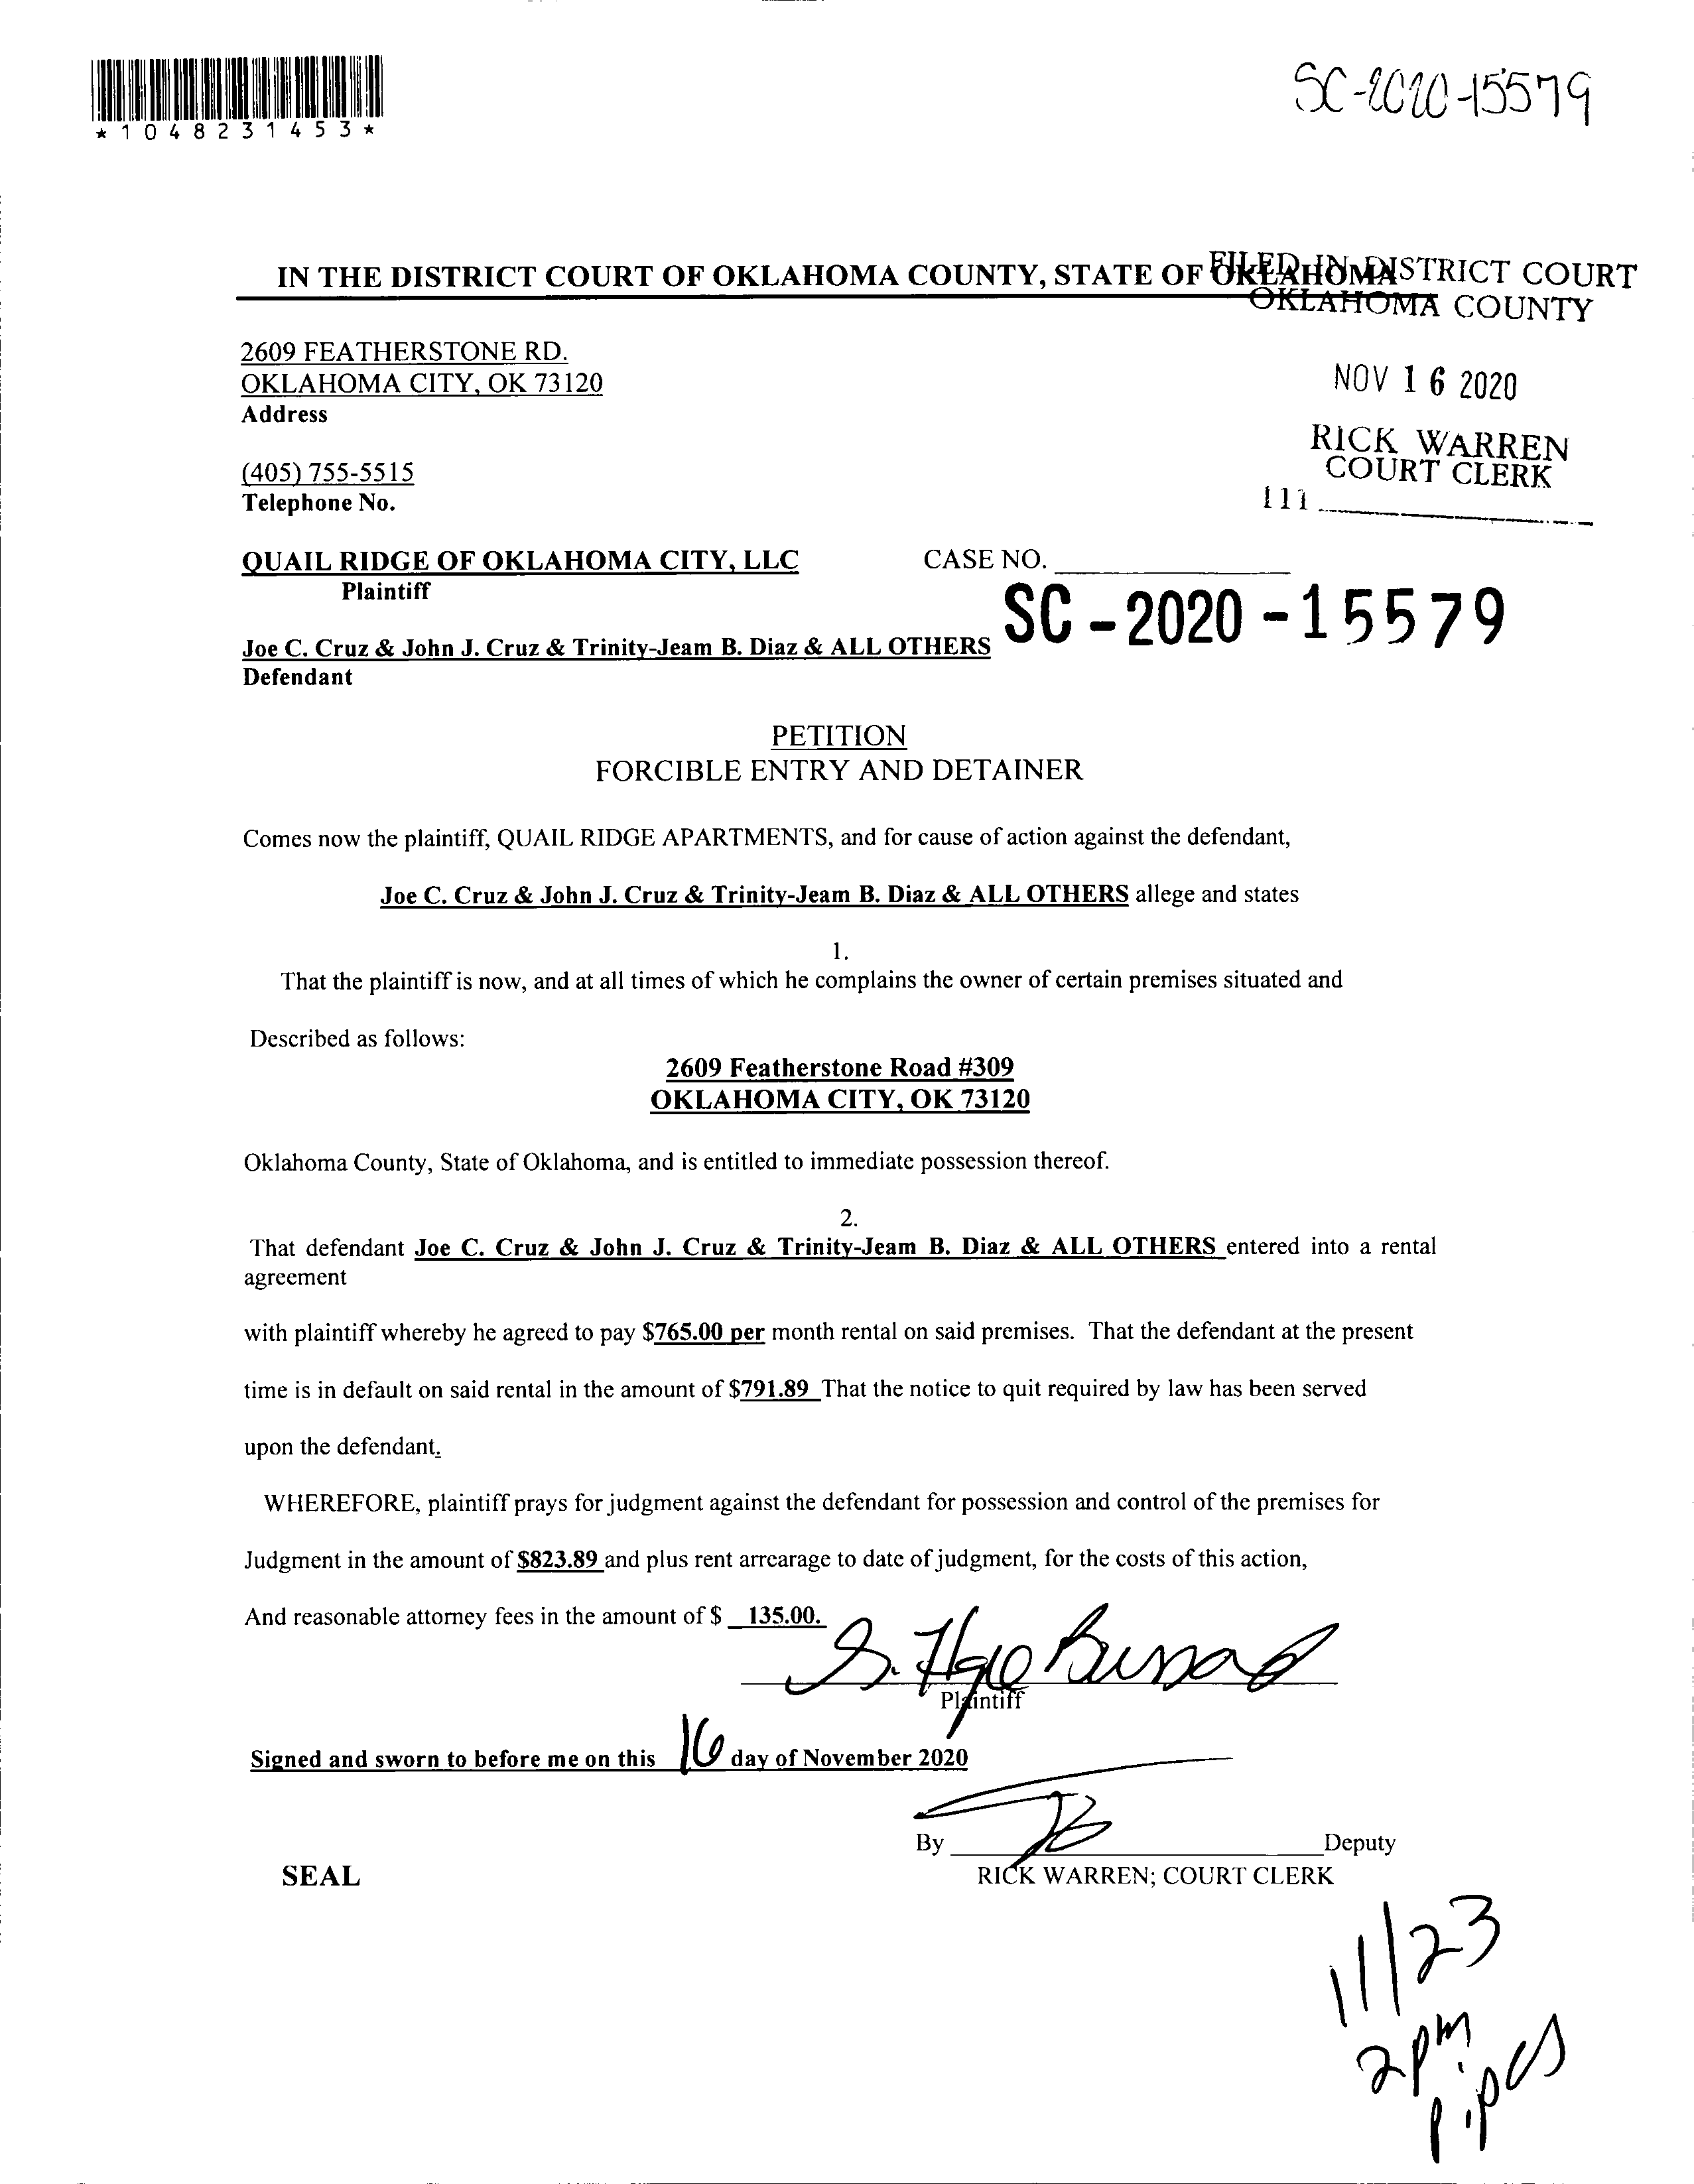 *1048231453*
SC-2020-15579
IN THE DISTRICT COURT OF OKLAHOMA COUNTY, STATE OF OKLAHOMA
FILED IN DISTRICT COURT
OKLAHOMA COUNTY
2609 FEATHERSTONE RD.
OKLAHOMA CITY, OK 73120
Address
NOV 16 2020
RICK WARREN
COURT CLERK
111
(405) 755-5515
Telephone No.
QUAIL RIDGE OF OKLAHOMA CITY, LLC CASE NO.
Plaintiff
SC-2020-15579
Joe C. Cruz & John J. Cruz & Trinity-Jeam B. Diaz & ALL OTHERS
Defendant
PETITION
FORCIBLE ENTRY AND DETAINER
Comes now the plaintiff, QUAIL RIDGE APARTMENTS, and for cause of action against the defendant,
Joe C. Cruz & John J. Cruz & Trinity-Jeam B. Diaz & ALL OTHERS allege and states
1.
That the plaintiff is now, and at all times of which he complains the owner of certain premises situated and
Described as follows:
2609 Featherstone Road #309
OKLAHOMA CITY, OK 73120
Oklahoma County, State of Oklahoma, and is entitled to immediate possession thereof.
2.
That defendant Joe C. Cruz & John J. Cruz & Trinity-Jeam B. Diaz & ALL OTHERS entered into a rental
agreement
with plaintiff whereby he agreed to pay $765.00 per month rental on said premises. That the defendant at the present
time is in default on said rental in the amount of $791.89 That the notice to quit required by law has been served
upon the defendant.
WHEREFORE, plaintiff prays for judgment against the defendant for possession and control of the premises for
Judgment in the amount of $823.89 and plus rent arrearage to date of judgment, for the costs of this action,
And reasonable attorney fees in the amount of $ 135.00.
Plaintiff
Signed and sworn to before me on this 16 day of November 2020
By Deputy
SEAL
RICK WARREN; COURT CLERK
11/23
2pm